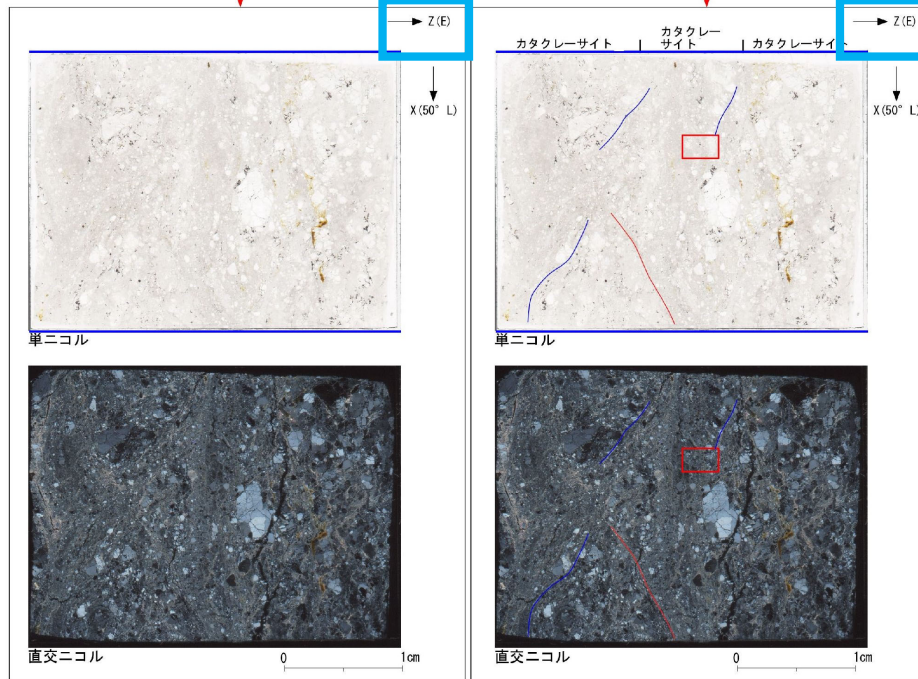 Z(E)
X(50° L)
単ニコル
直交ニコル
0 1cm
Z(E)
カタクレーサイト | カタクレー
サイト | カタクレーサイト
X(50° L)
単ニコル
直交ニコル
0 1cm